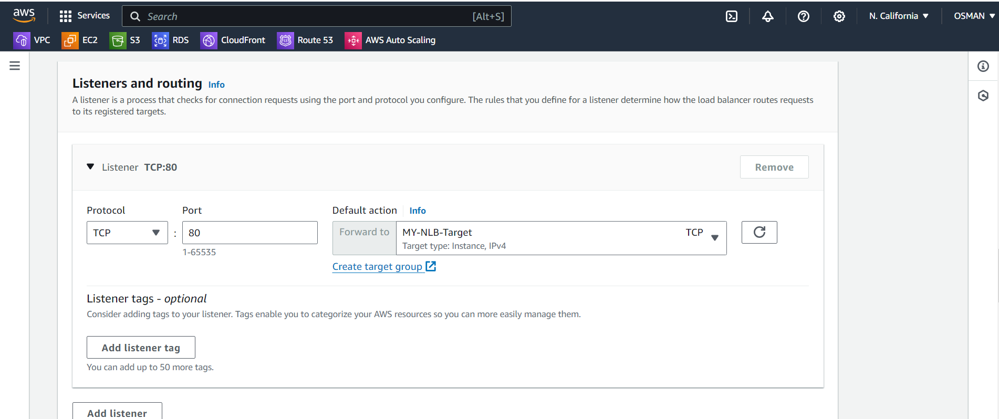 aws
Services
Search
[Alt+S]
N. California
OSMAN
VPC
EC2
S3
RDS
CloudFront
53
Route 53
AWS Auto Scaling
Listeners and routing Info
A listener is a process that checks for connection requests using the port and protocol you configure. The rules that you define for a listener determine how the load balancer routes requests
to its registered targets.
Listener TCP:80
Remove
Protocol
Port
Default action
Info
TCP
:
80
Forward to
MY-NLB-Target
TCP
Target type: Instance, IPv4
1-65535
Create target group
Listener tags - optional
Consider adding tags to your listener. Tags enable you to categorize your AWS resources so you can more easily manage them.
Add listener tag
You can add up to 50 more tags.
Add listener